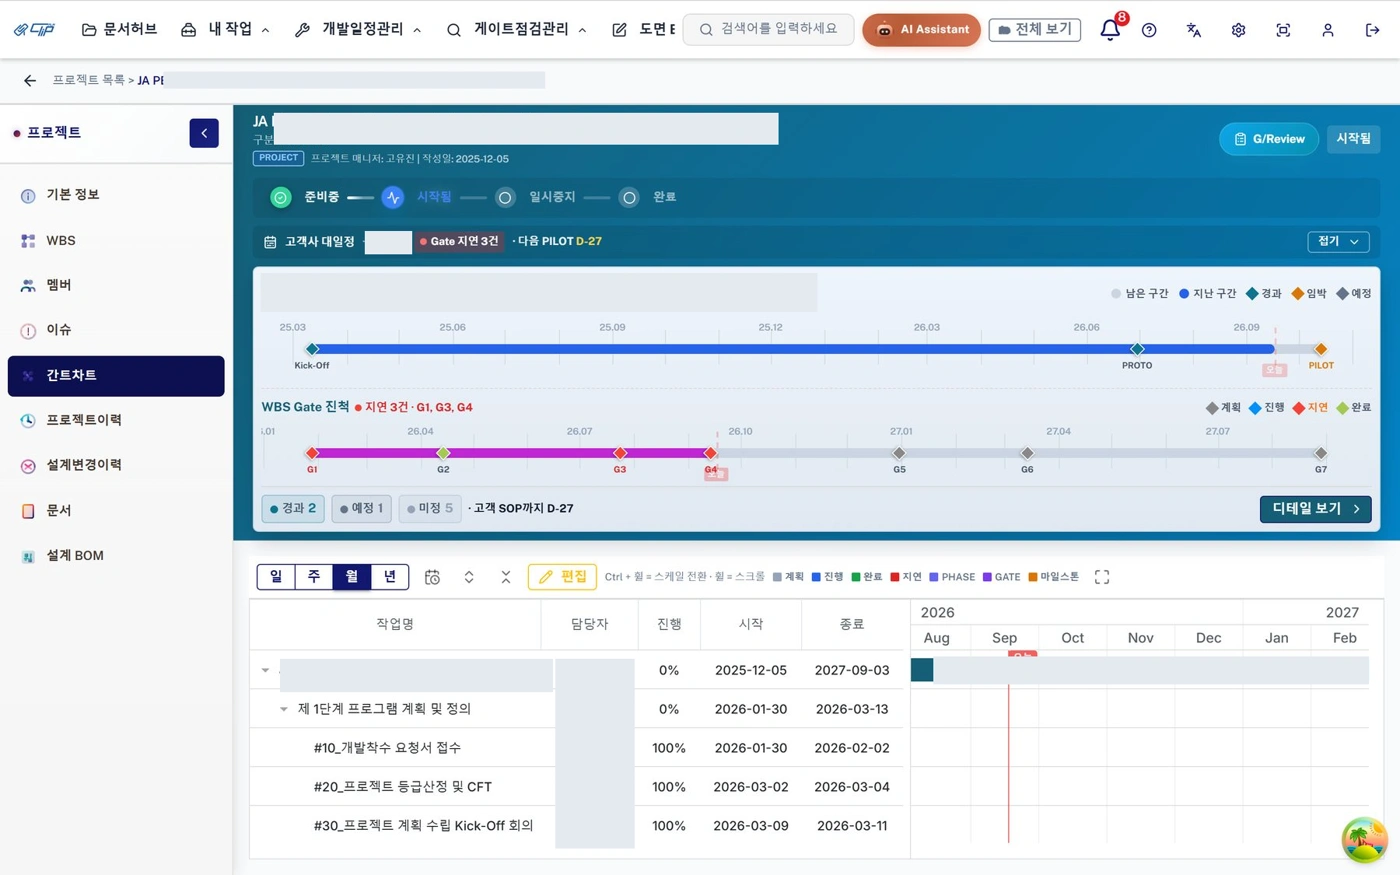 CTP
문서허브
내 작업
개발일정관리
게이트점검관리
도면
검색어를 입력하세요
AI Assistant
전체 보기
8
프로젝트 목록 > JA
프로젝트
기본 정보
WBS
멤버
이슈
간트차트
프로젝트이력
설계변경이력
문서
설계 BOM
JA
구분
PROJECT 프로젝트 매니저: 고유진 | 작성일: 2025-12-05
G/Review
시작됨
준비중 시작됨 일시중지 완료
고객사 대일정 · Gate 지연 3건 · 다음 PILOT D-27
접기
남은 구간 지난 구간 경과 임박 예정
25.03 25.06 25.09 25.12 26.03 26.06 26.09
Kick-Off PROTO 오늘 PILOT
WBS Gate 진척 지연 3건 · G1, G3, G4
계획 진행 지연 완료
26.04 26.07 26.10 27.01 27.04 27.07
G1 G2 G3 G4 G5 G6 G7
경과 2 예정 1 미정 5 · 고객 SOP까지 D-27
디테일 보기
일 주 월 년
편집
Ctrl + 휠 = 스케일 전환 · 휠 = 스크롤
계획 진행 완료 지연 PHASE GATE 마일스톤
작업명 담당자 진행 시작 종료
2026 2027
Aug Sep Oct Nov Dec Jan Feb
0% 2025-12-05 2027-09-03
제 1단계 프로그램 계획 및 정의 0% 2026-01-30 2026-03-13
#10_개발착수 요청서 접수 100% 2026-01-30 2026-02-02
#20_프로젝트 등급산정 및 CFT 100% 2026-03-02 2026-03-04
#30_프로젝트 계획 수립 Kick-Off 회의 100% 2026-03-09 2026-03-11